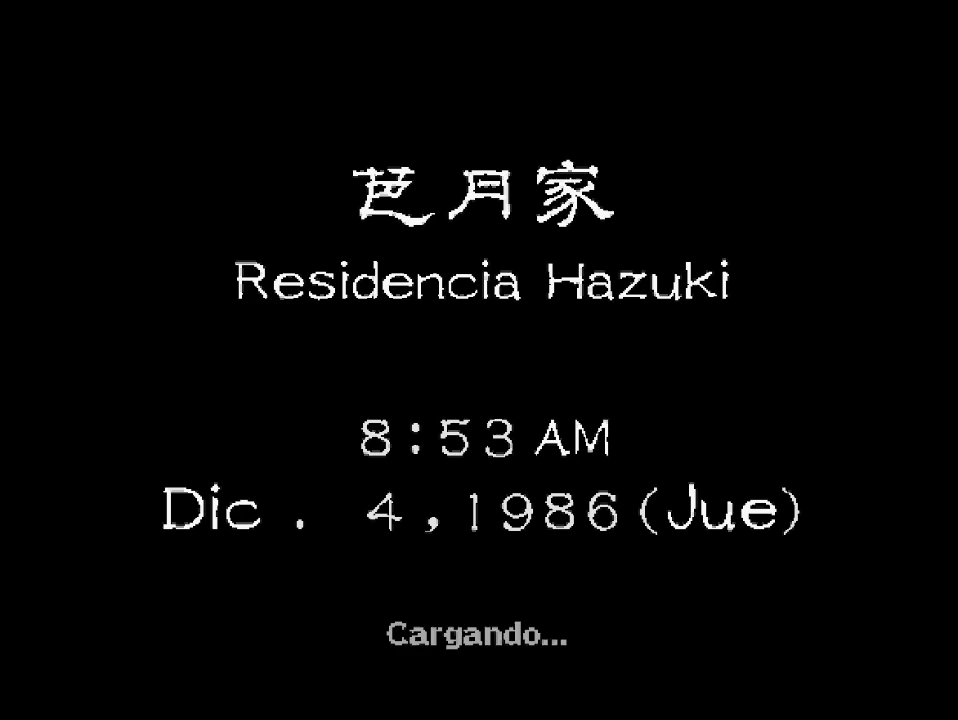 芭月家
Residencia Hazuki
8:53 AM
Dic. 4,1986(Jue)
Cargando...